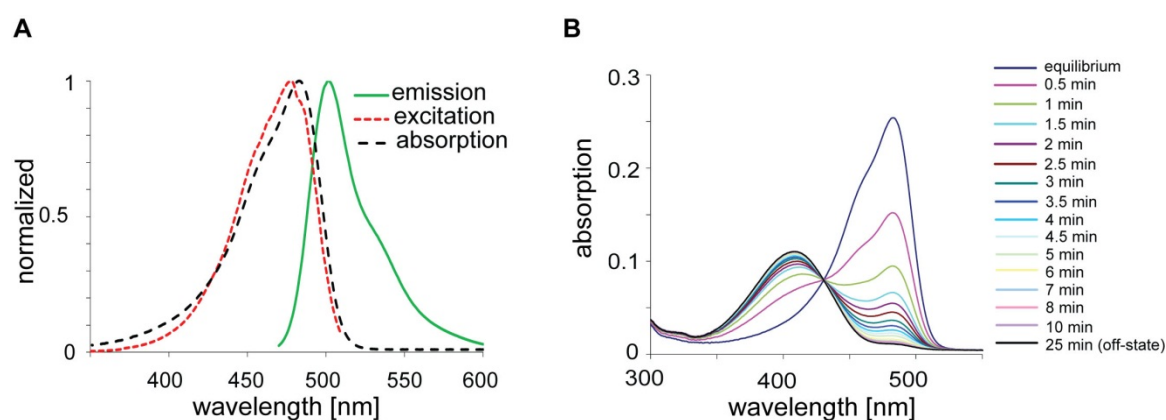 A
normalized
1
0.5
0
400
450
500
550
600
wavelength [nm]
emission
excitation
absorption
B
absorption
0.3
0.2
0.1
0
300
400
500
wavelength [nm]
equilibrium
0.5 min
1 min
1.5 min
2 min
2.5 min
3 min
3.5 min
4 min
4.5 min
5 min
6 min
7 min
8 min
10 min
25 min (off-state)